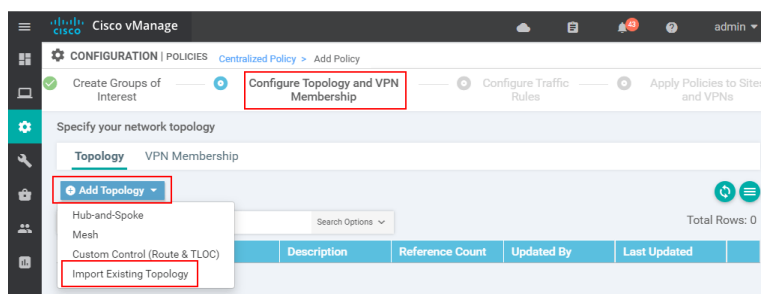 cisco Cisco vManage 43 admin
CONFIGURATION | POLICIES Centralized Policy > Add Policy
Create Groups of Interest
Configure Topology and VPN Membership
Configure Traffic Rules
Apply Policies to Sites and VPNs
Specify your network topology
Topology VPN Membership
Add Topology
Hub-and-Spoke
Mesh
Custom Control (Route & TLOC)
Import Existing Topology
Search Options
Total Rows: 0
Description Reference Count Updated By Last Updated